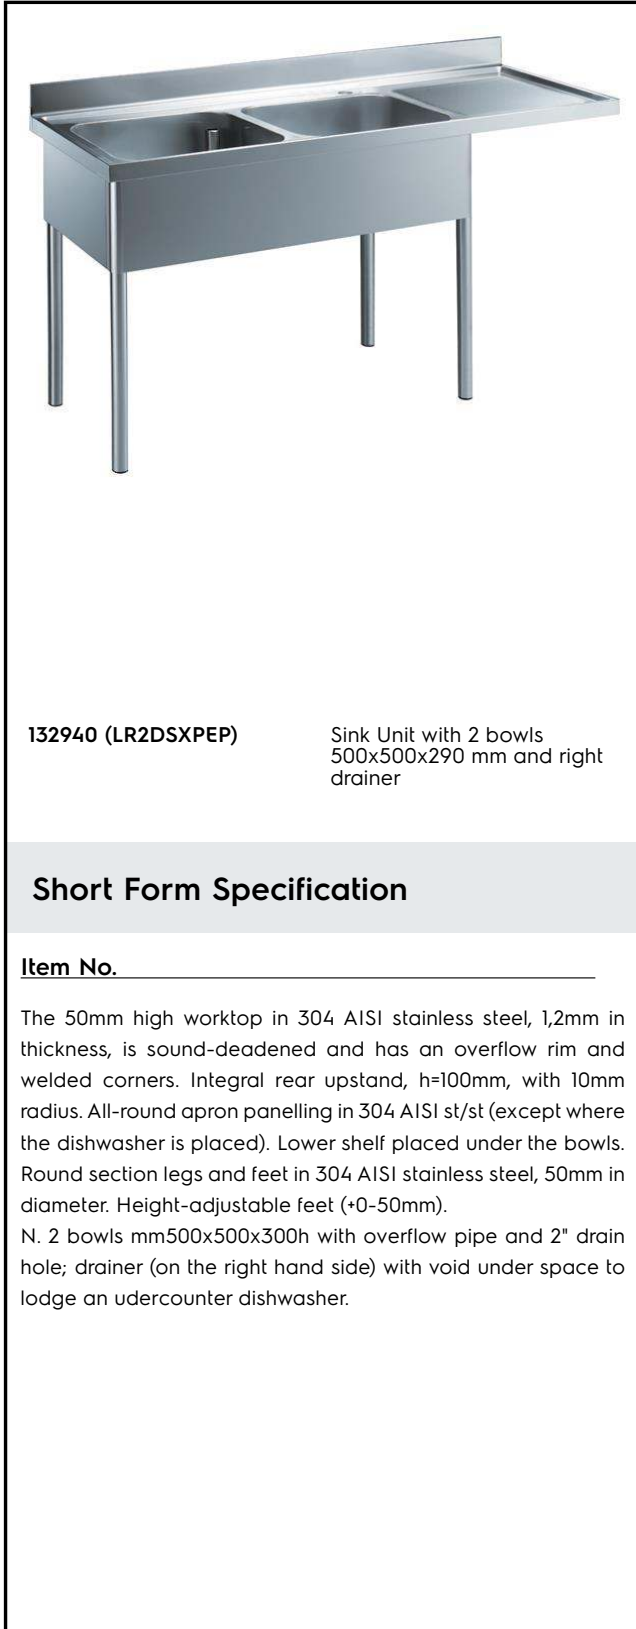 132940 (LR2DSXPEP)
Sink Unit with 2 bowls
500x500x290 mm and right
drainer
Short Form Specification
Item No.
The 50mm high worktop in 304 AISI stainless steel, 1,2mm in
thickness, is sound-deadened and has an overflow rim and
welded corners. Integral rear upstand, h=100mm, with 10mm
radius. All-round apron panelling in 304 AISI st/st (except where
the dishwasher is placed). Lower shelf placed under the bowls.
Round section legs and feet in 304 AISI stainless steel, 50mm in
diameter. Height-adjustable feet (+0-50mm).
N. 2 bowls mm500x500x300h with overflow pipe and 2" drain
hole; drainer (on the right hand side) with void under space to
lodge an udercounter dishwasher.